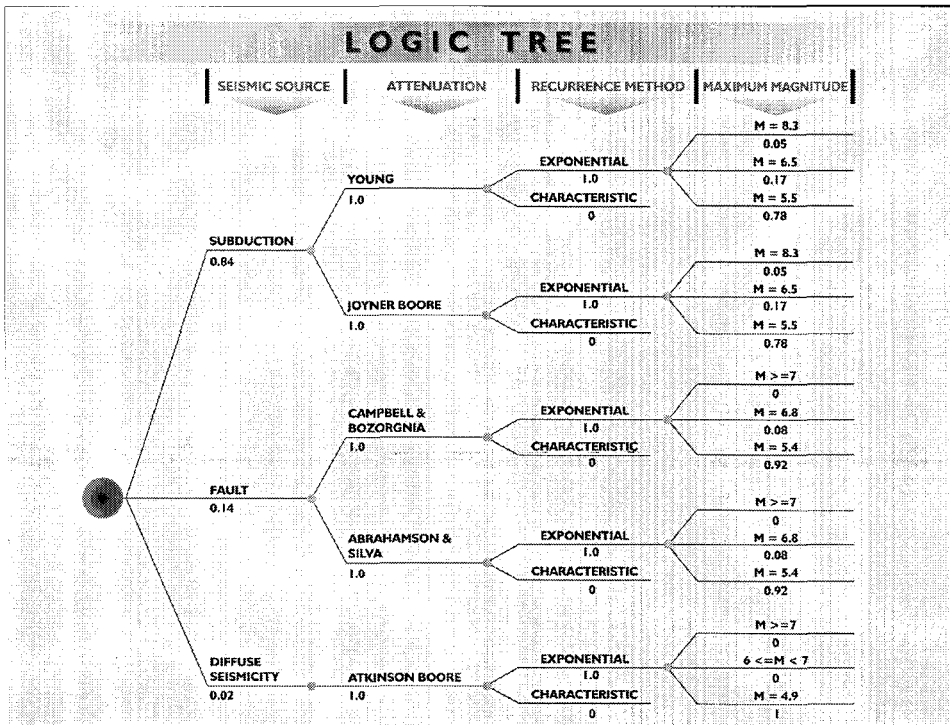 LOGIC TREE
SEISMIC SOURCE
ATTENUATION
RECURRENCE METHOD
MAXIMUM MAGNITUDE
SUBDUCTION
0.84
YOUNG
1.0
EXPONENTIAL
1.0
CHARACTERISTIC
0
M = 8.3
0.05
M = 6.5
0.17
M = 5.5
0.78
JOYNER BOORE
1.0
EXPONENTIAL
1.0
CHARACTERISTIC
0
M = 8.3
0.05
M = 6.5
0.17
M = 5.5
0.78
FAULT
0.14
CAMPBELL &
BOZORGNIA
1.0
EXPONENTIAL
1.0
CHARACTERISTIC
0
M >=7
0
M = 6.8
0.08
M = 5.4
0.92
ABRAHAMSON &
SILVA
1.0
EXPONENTIAL
1.0
CHARACTERISTIC
0
M >=7
0
M = 6.8
0.08
M = 5.4
0.92
DIFFUSE
SEISMICITY
0.02
ATKINSON BOORE
1.0
EXPONENTIAL
1.0
CHARACTERISTIC
0
M >=7
0
6 <=M < 7
0
M = 4.9
1